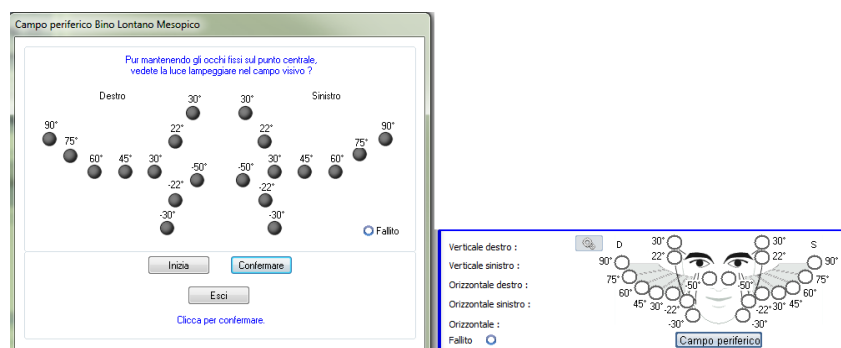 Campo periferico Bino Lontano Mesopico
Pur mantenendo gli occhi fissi sul punto centrale,
vedete la luce lampeggiare nel campo visivo ?
Destro 30° 30° Sinistro
90° 22° 22° 90°
75° 75°
60° 45° 30° -50° -50° 30° 45° 60°
-22° -22°
-30° -30°
Fallito
Inizia Confermare
Esci
Clicca per confermare.
Verticale destro : D 30° 30° S
Verticale sinistro : 90° 22° 22° 90°
Orizzontale destro : 75° -50° -50° 75°
60° 60°
Orizzontale sinistro : 45° 30° -22° -22° 30° 45°
Orizzontale : -30° -30°
Fallito Campo periferico